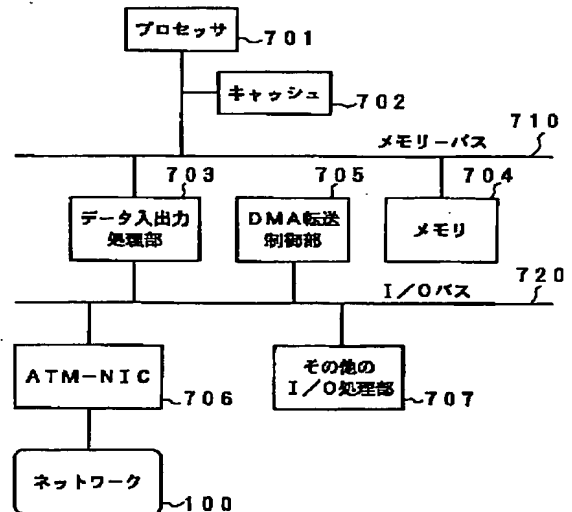 プロセッサ
701
キャッシュ
702
メモリーバス
710
703
705
704
データ入出力
処理部
DMA転送
制御部
メモリ
I/Oバス
720
ATM-NIC
706
その他の
I/O処理部
707
ネットワーク
100